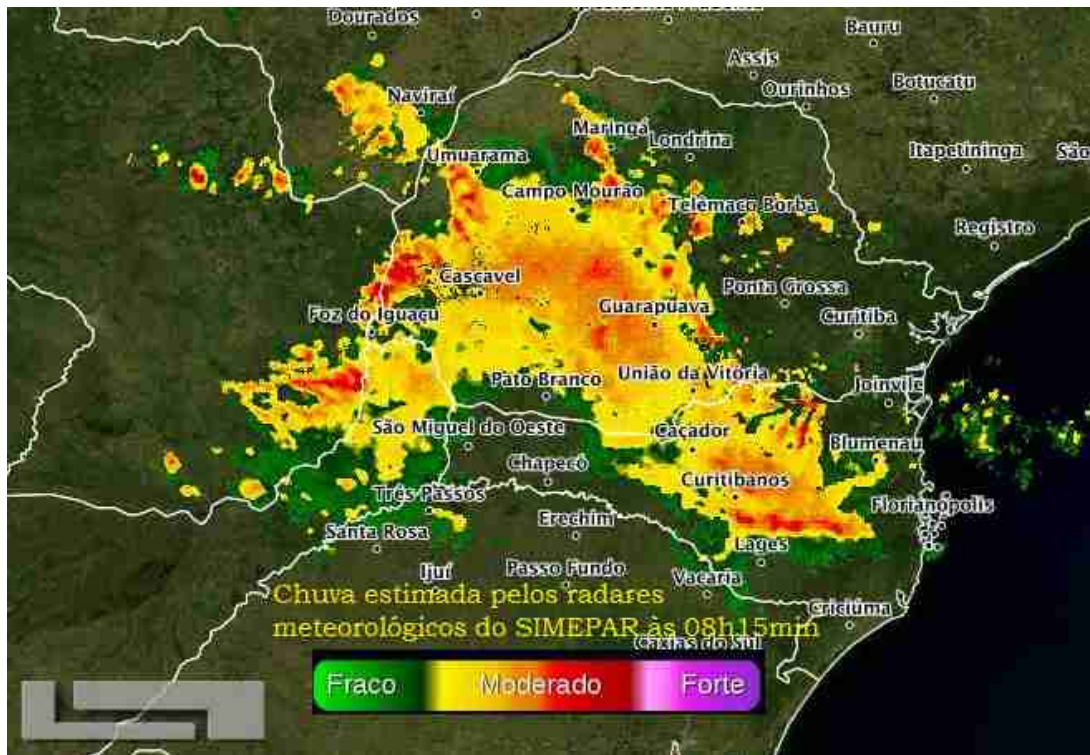 Dourados
Bauru
Assis
Botucatu
Ourinhos
Naviraí
Maringá
Londrina
Umuarama
Itapetininga
São
Campo Mourão
Telêmaco Borba
Registro
Cascavel
Ponta Grossa
Guarapuava
Foz do Iguaçu
Curitiba
União da Vitória
Pato Branco
Joinvile
São Miguel do Oeste
Caçador
Blumenau
Chapecó
Curitibanos
Três Passos
Florianópolis
Erechim
Santa Rosa
Lages
Ijuí
Passo Fundo
Vacaria
Chuva estimada pelos radares
meteorológicos do SIMEPAR às 08h15min
Criciúma
Caxias do Sul
Fraco Moderado Forte